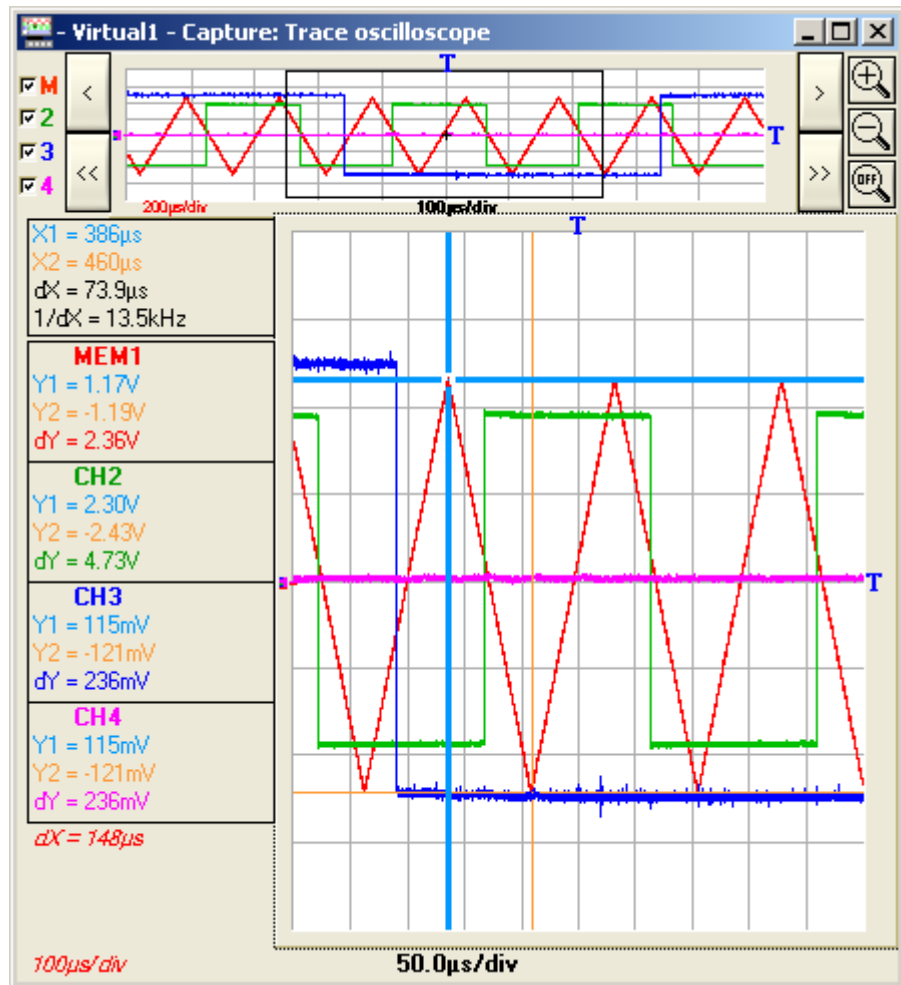 - Virtual1 - Capture: Trace oscilloscope
T
M
2
3
4
<
<<
>
>>
T
OFF
200µs/div
100µs/div
X1 = 386µs
X2 = 460µs
dX = 73.9µs
1/dX = 13.5kHz
MEM1
Y1 = 1.17V
Y2 = -1.19V
dY = 2.36V
CH2
Y1 = 2.30V
Y2 = -2.43V
dY = 4.73V
CH3
Y1 = 115mV
Y2 = -121mV
dY = 236mV
CH4
Y1 = 115mV
Y2 = -121mV
dY = 236mV
dX = 148µs
T
T
100µs/div
50.0µs/div